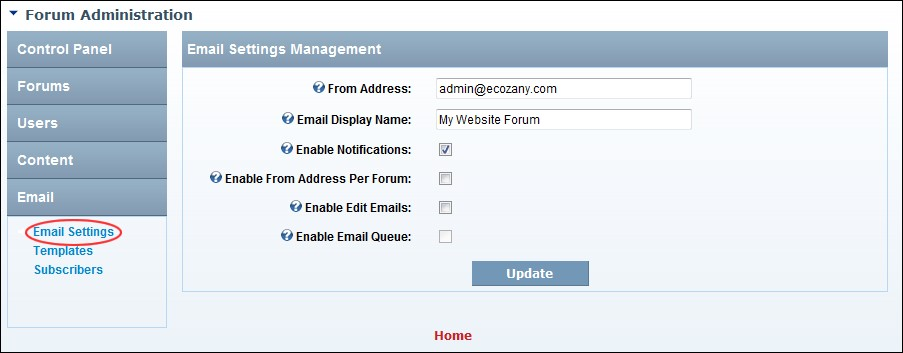 Forum Administration
Control Panel
Forums
Users
Content
Email
Email Settings
Templates
Subscribers
Email Settings Management
From Address: admin@ecozany.com
Email Display Name: My Website Forum
Enable Notifications:
Enable From Address Per Forum:
Enable Edit Emails:
Enable Email Queue:
Update
Home